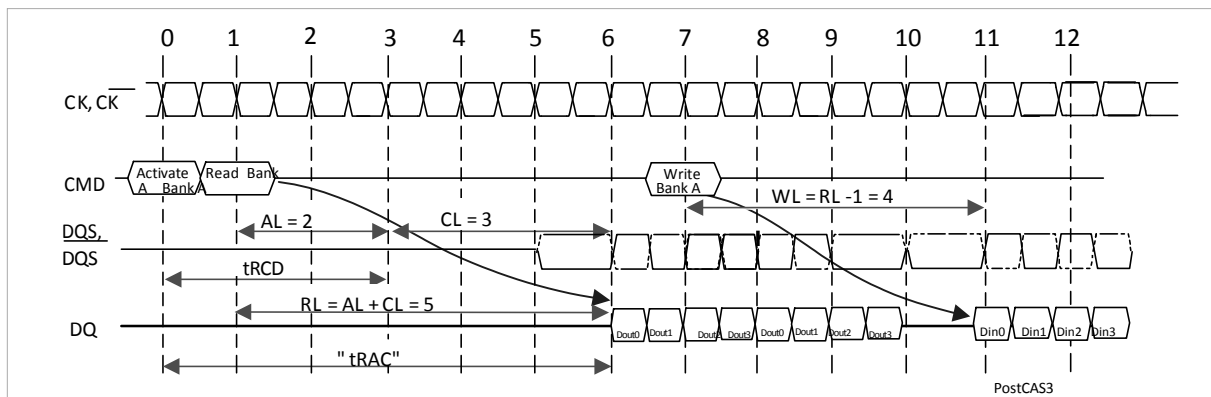 0 1 2 3 4 5 6 7 8 9 10 11 12
CK, CK
CMD
Activate
A Bank A
Read Bank
Write
Bank A
WL = RL -1 = 4
AL = 2
CL = 3
DQS,
DQS
tRCD
RL = AL + CL = 5
DQ
Dout0 Dout1 Dout2 Dout3 Dout0 Dout1 Dout2 Dout3
Din0 Din1 Din2 Din3
" tRAC"
PostCAS3